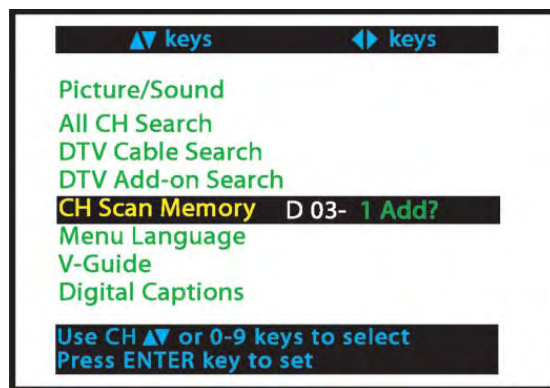 ▲▼ keys ◀▶ keys
Picture/Sound
All CH Search
DTV Cable Search
DTV Add-on Search
CH Scan Memory D 03- 1 Add?
Menu Language
V-Guide
Digital Captions
Use CH ▲▼ or 0-9 keys to select
Press ENTER key to set